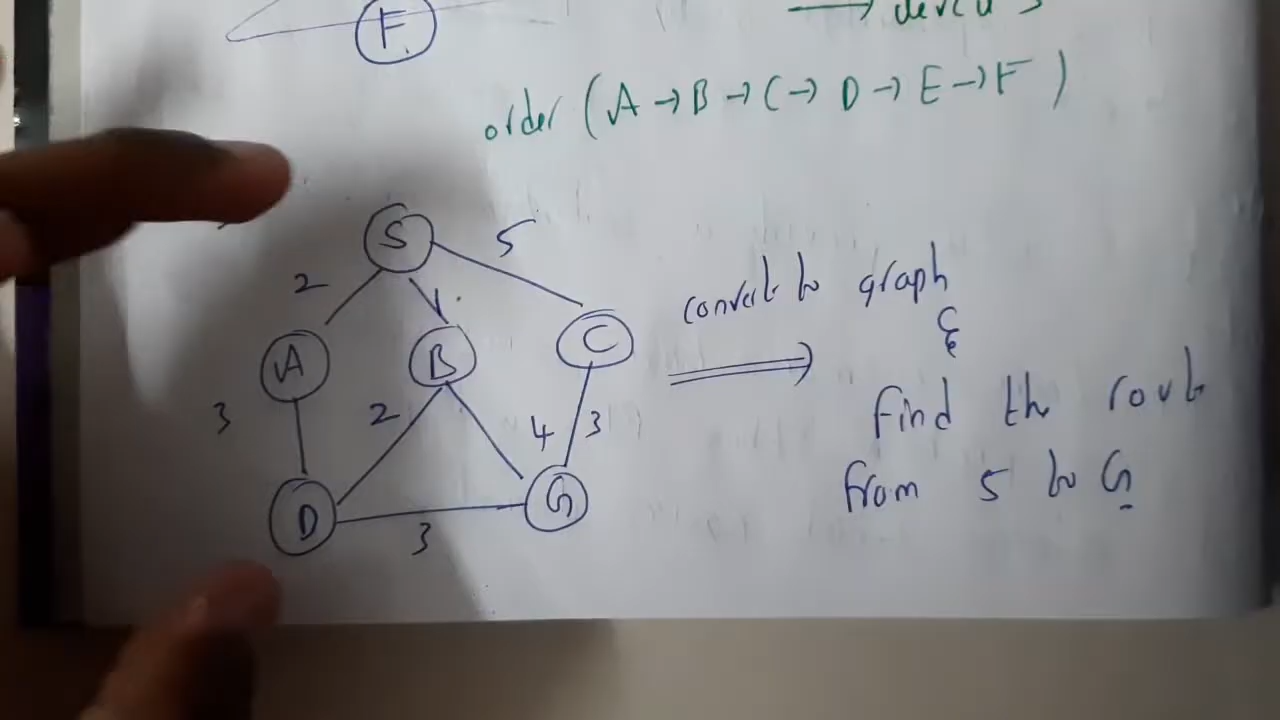 F
order (A → B → C → D → E → F)
S
5
2
1
A
B
C
3
2
4
3
D
G
3
convert to graph
&
Find the route
from S to G